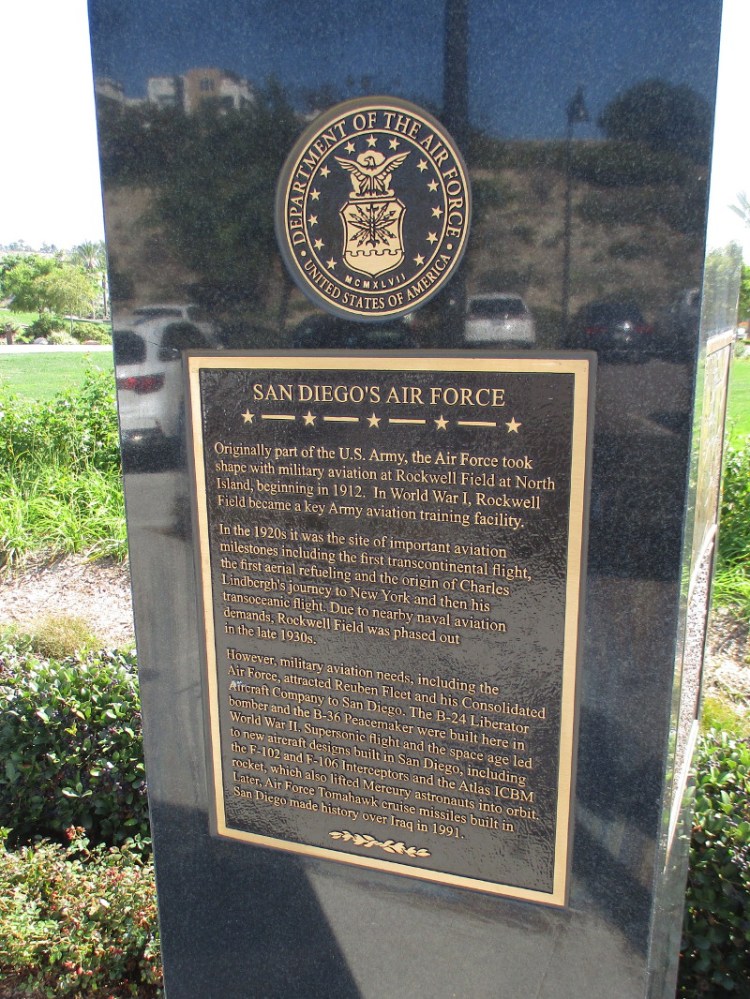 DEPARTMENT OF THE AIR FORCE
MCMXLVII
• UNITED STATES OF AMERICA •
SAN DIEGO'S AIR FORCE
Originally part of the U.S. Army, the Air Force took
shape with military aviation at Rockwell Field at North
Island, beginning in 1912. In World War I, Rockwell
Field became a key Army aviation training facility.
In the 1920s it was the site of important aviation
milestones including the first transcontinental flight,
the first aerial refueling and the origin of Charles
Lindbergh's journey to New York and then his
transoceanic flight. Due to nearby naval aviation
demands, Rockwell Field was phased out
in the late 1930s.
However, military aviation needs, including the
Air Force, attracted Reuben Fleet and his Consolidated
Aircraft Company to San Diego. The B-24 Liberator
bomber and the B-36 Peacemaker were built here in
World War II. Supersonic flight and the space age led
to new aircraft designs built in San Diego, including
the F-102 and F-106 Interceptors and the Atlas ICBM
rocket, which also lifted Mercury astronauts into orbit.
Later, Air Force Tomahawk cruise missiles built in
San Diego made history over Iraq in 1991.